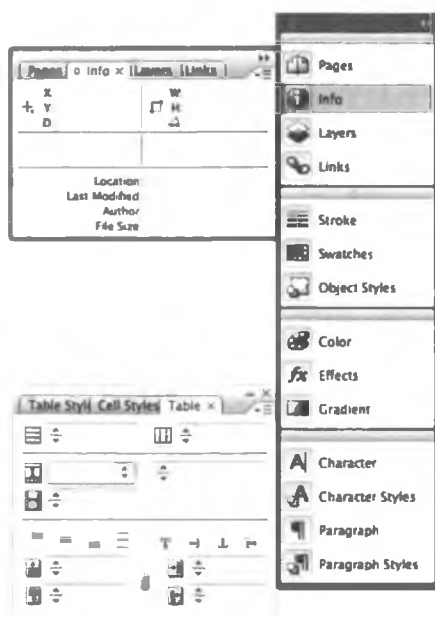 Pages Info × Layers Links
X W
Y H
D
Location
Last Modified
Author
File Size
Pages
Info
Layers
Links
Stroke
Swatches
Object Styles
Color
fx Effects
Gradient
A Character
A Character Styles
¶ Paragraph
¶ Paragraph Styles
Table Styl Cell Styles Table ×